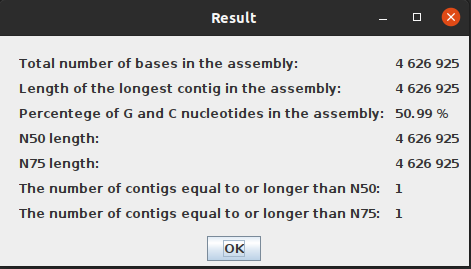 Result
Total number of bases in the assembly: 4 626 925
Length of the longest contig in the assembly: 4 626 925
Percentege of G and C nucleotides in the assembly: 50.99 %
N50 length: 4 626 925
N75 length: 4 626 925
The number of contigs equal to or longer than N50: 1
The number of contigs equal to or longer than N75: 1
OK